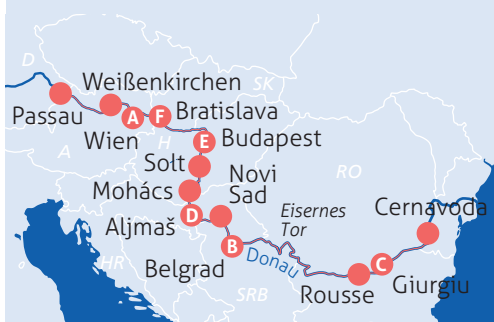 D
SK
Weißenkirchen
Passau
A
F
Bratislava
Wien
H
E
Budapest
A
Solt
Novi
Sad
RO
Mohács
D
Eisernes
Tor
Cernavoda
Aljmaš
B
Donau
C
Belgrad
HR
Giurgiu
Rousse
SRB